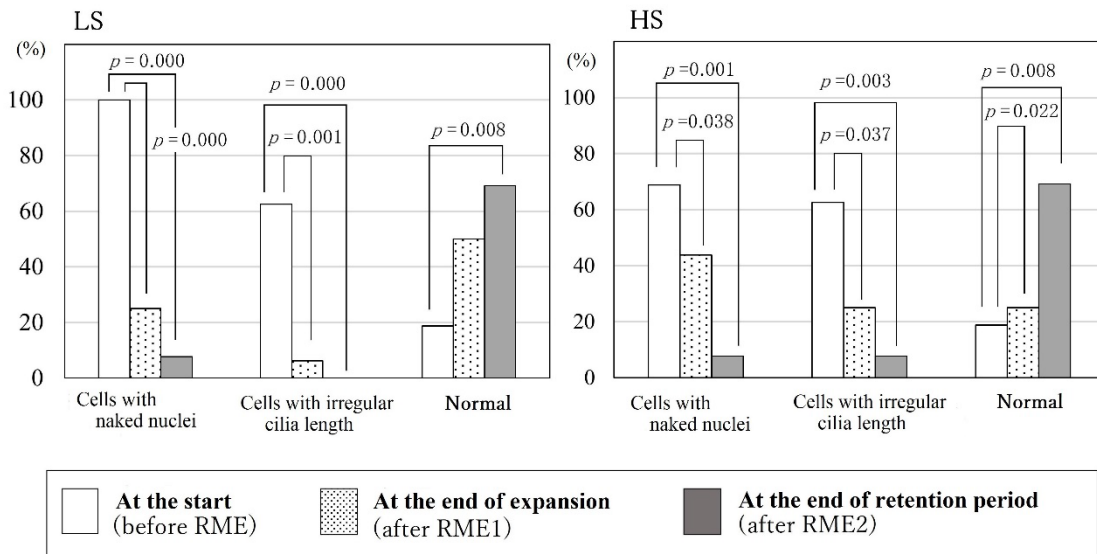 LS
(%)
100
80
60
40
20
0
p = 0.000
p = 0.000
p = 0.000
p = 0.001
p = 0.008
Cells with
naked nuclei
Cells with irregular
cilia length
Normal
HS
(%)
100
80
60
40
20
0
p =0.001
p =0.038
p =0.003
p =0.037
p =0.008
p =0.022
Cells with
naked nuclei
Cells with irregular
cilia length
Normal
At the start
(before RME)
At the end of expansion
(after RME1)
At the end of retention period
(after RME2)